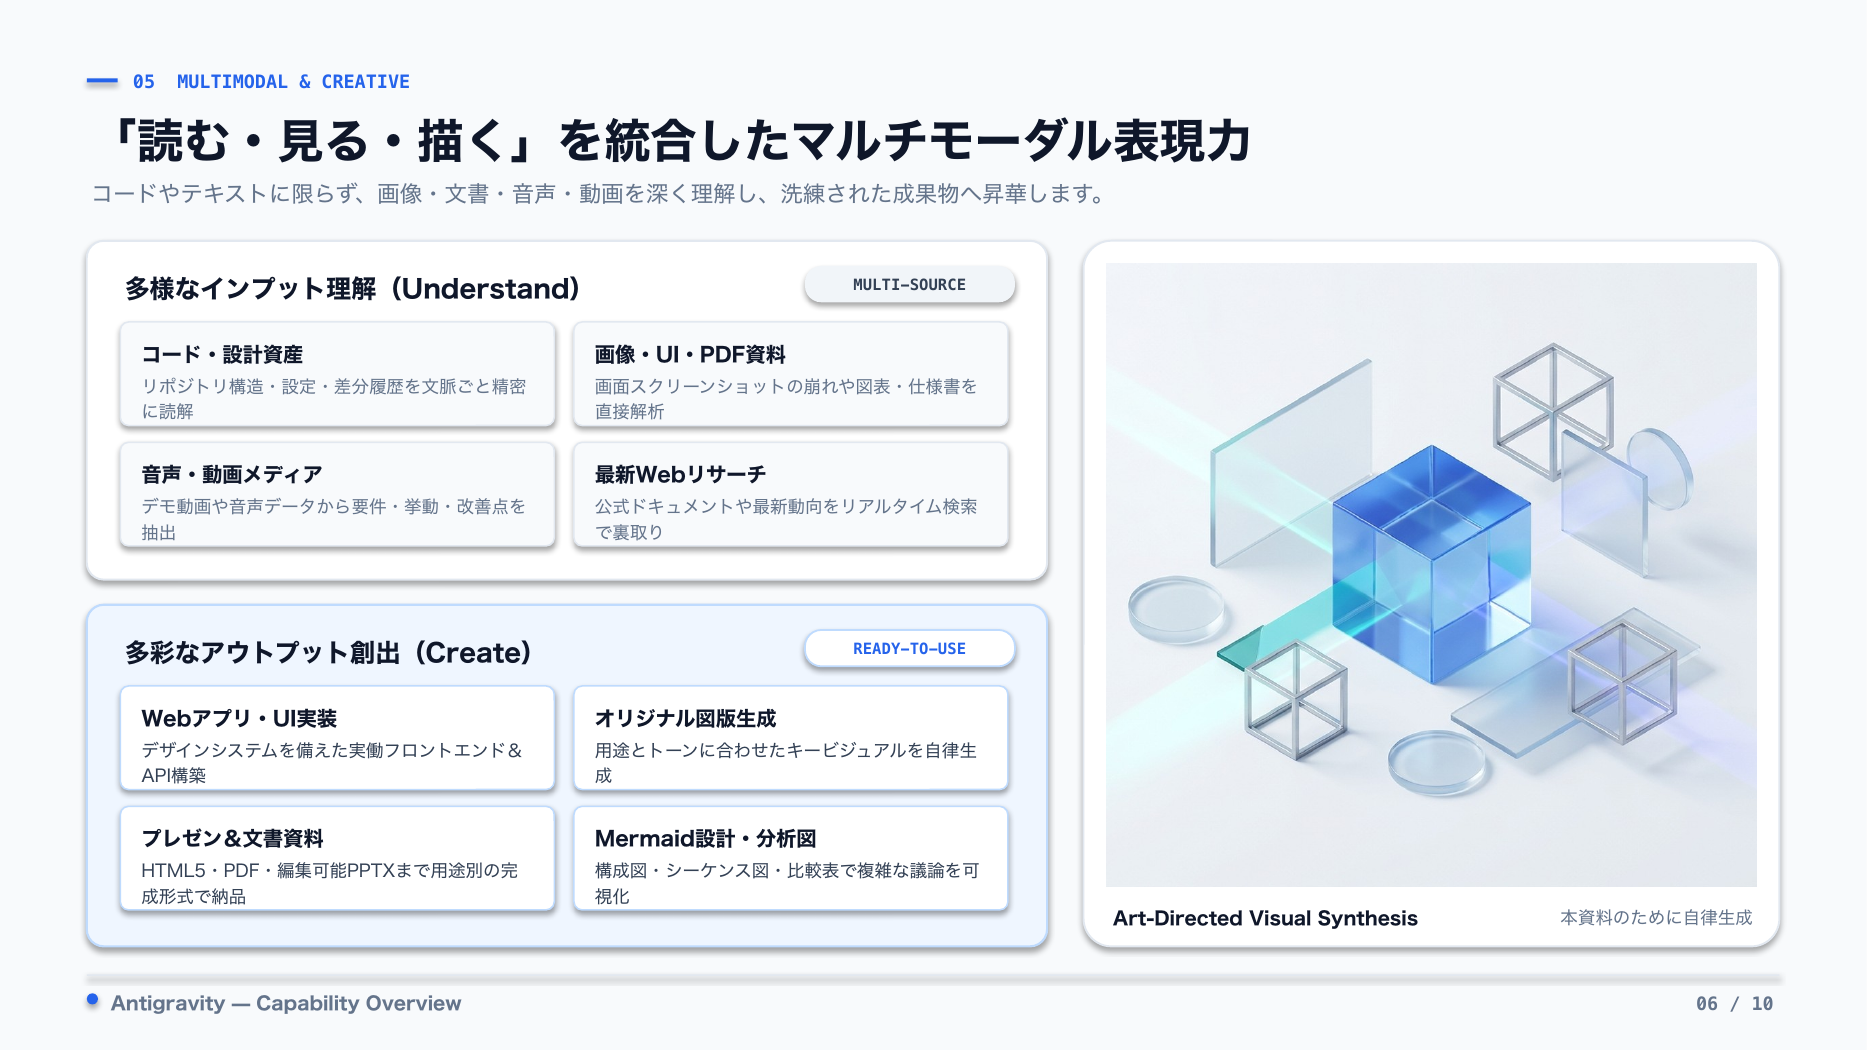 05 MULTIMODAL & CREATIVE
「読む・見る・描く」を統合したマルチモーダル表現力
コードやテキストに限らず、画像・文書・音声・動画を深く理解し、洗練された成果物へ昇華します。
多様なインプット理解（Understand）
MULTI-SOURCE
コード・設計資産
リポジトリ構造・設定・差分履歴を文脈ごと精密
に読解
画像・UI・PDF資料
画面スクリーンショットの崩れや図表・仕様書を
直接解析
音声・動画メディア
デモ動画や音声データから要件・挙動・改善点を
抽出
最新Webリサーチ
公式ドキュメントや最新動向をリアルタイム検索
で裏取り
多彩なアウトプット創出（Create）
READY-TO-USE
Webアプリ・UI実装
デザインシステムを備えた実働フロントエンド＆
API構築
オリジナル図版生成
用途とトーンに合わせたキービジュアルを自律生
成
プレゼン＆文書資料
HTML5・PDF・編集可能PPTXまで用途別の完
成形式で納品
Mermaid設計・分析図
構成図・シーケンス図・比較表で複雑な議論を可
視化
Art-Directed Visual Synthesis
本資料のために自律生成
Antigravity — Capability Overview
06 / 10